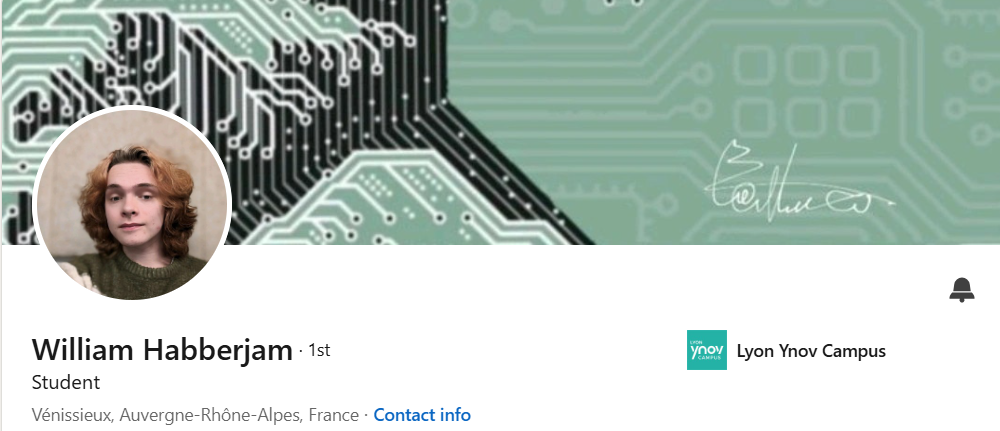 William Habberjam · 1st
Student
Vénissieux, Auvergne-Rhône-Alpes, France · Contact info
LYON
ynov
CAMPUS
Lyon Ynov Campus